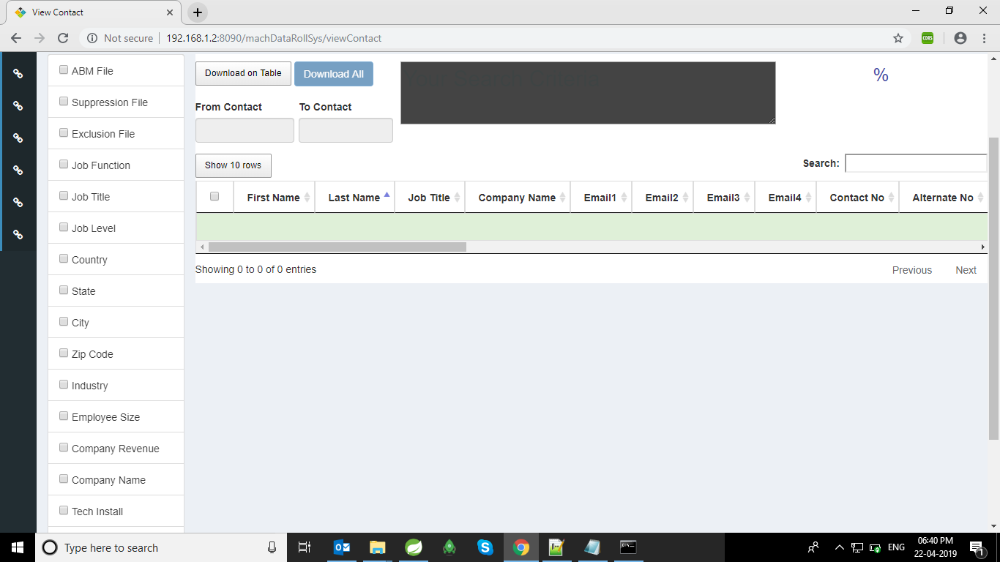 View Contact
Not secure
192.168.1.2:8090/machDataRollSys/viewContact
CORS
ABM File
Suppression File
Exclusion File
Job Function
Job Title
Job Level
Country
State
City
Zip Code
Industry
Employee Size
Company Revenue
Company Name
Tech Install
Download on Table Download All
%
From Contact To Contact
Show 10 rows
Search:
First Name Last Name Job Title Company Name Email1 Email2 Email3 Email4 Contact No Alternate No
Showing 0 to 0 of 0 entries
Previous Next
Type here to search
ENG
06:40 PM
22-04-2019
1